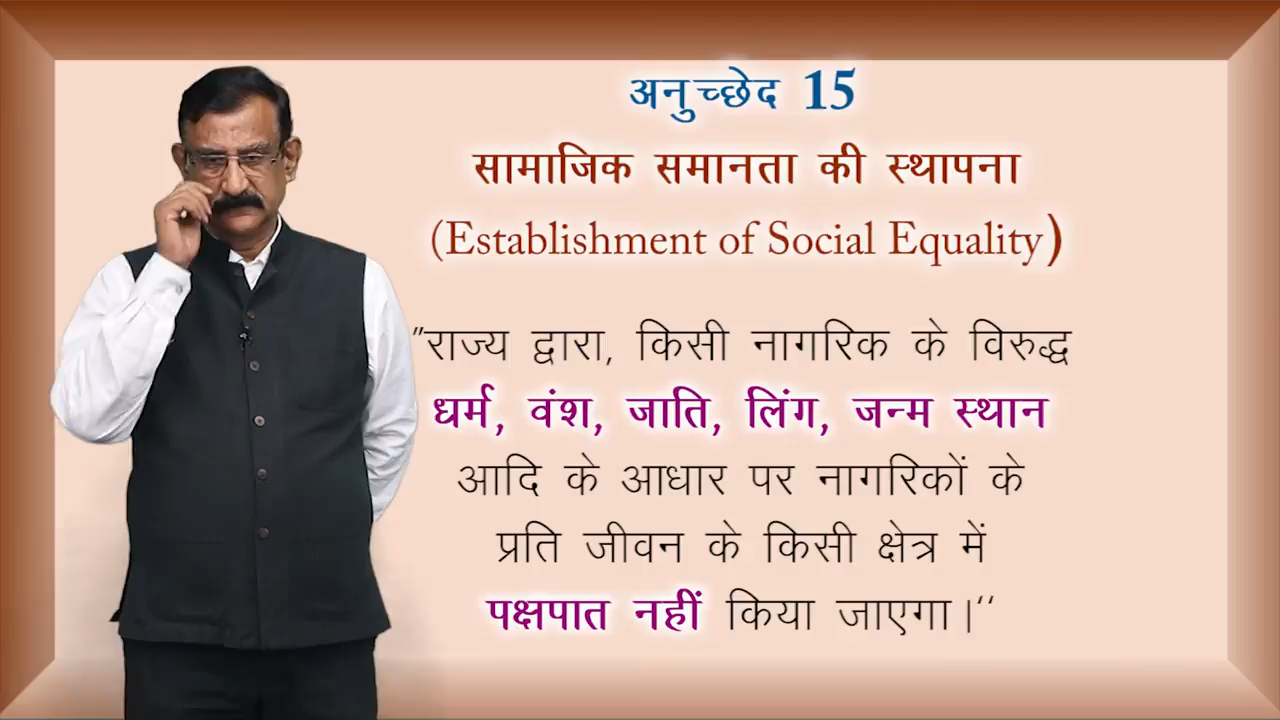 अनुच्छेद 15
सामाजिक समानता की स्थापना
(Establishment of Social Equality)
"राज्य द्वारा, किसी नागरिक के विरुद्ध
धर्म, वंश, जाति, लिंग, जन्म स्थान
आदि के आधार पर नागरिकों के
प्रति जीवन के किसी क्षेत्र में
पक्षपात नहीं किया जाएगा।‘‘